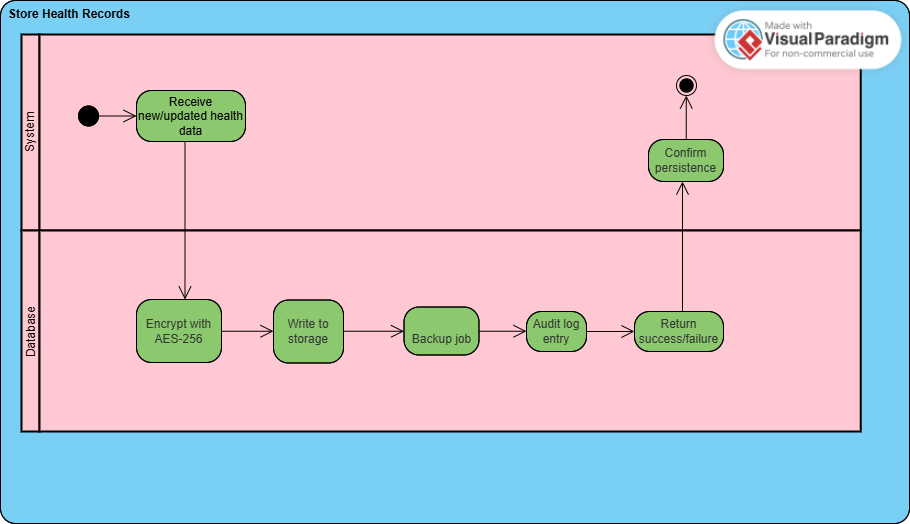 Store Health Records
Made with
Visual Paradigm
For non-commercial use
System
Receive
new/updated health
data
Confirm
persistence
Database
Encrypt with
AES-256
Write to
storage
Backup job
Audit log
entry
Return
success/failure